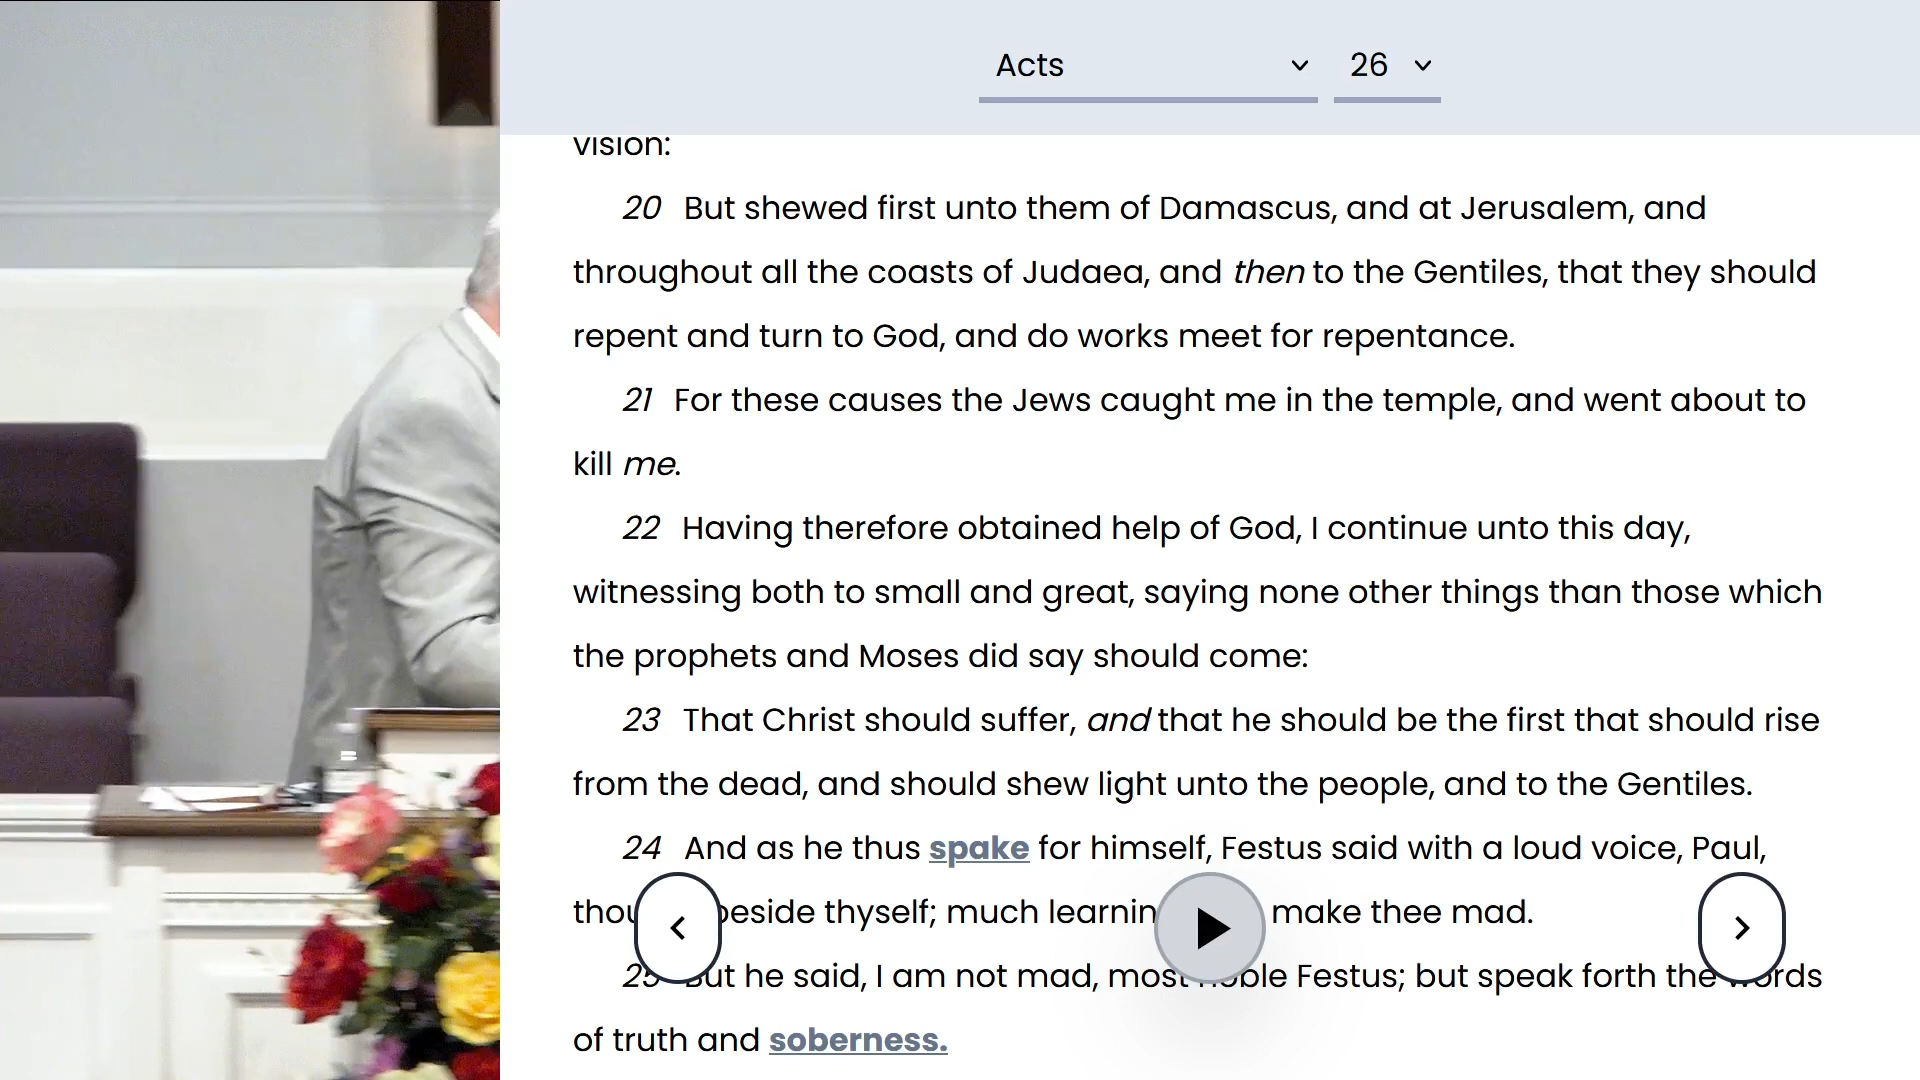 Acts 26
vision:
20 But shewed first unto them of Damascus, and at Jerusalem, and
throughout all the coasts of Judaea, and then to the Gentiles, that they should
repent and turn to God, and do works meet for repentance.
21 For these causes the Jews caught me in the temple, and went about to
kill me.
22 Having therefore obtained help of God, I continue unto this day,
witnessing both to small and great, saying none other things than those which
the prophets and Moses did say should come:
23 That Christ should suffer, and that he should be the first that should rise
from the dead, and should shew light unto the people, and to the Gentiles.
24 And as he thus spake for himself, Festus said with a loud voice, Paul,
beside thyself; much make thee mad.
25 But he said, I am not mad, most noble Festus; but speak forth the words
of truth and soberness.